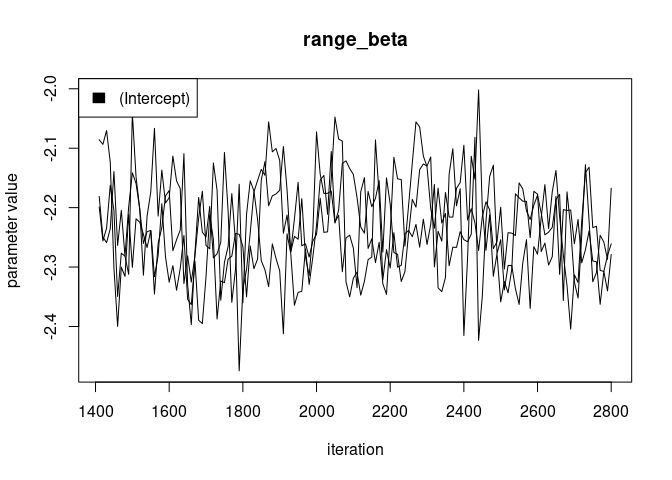 range_beta
(Intercept)
parameter value
-2.0
-2.1
-2.2
-2.3
-2.4
1400 1600 1800 2000 2200 2400 2600 2800
iteration